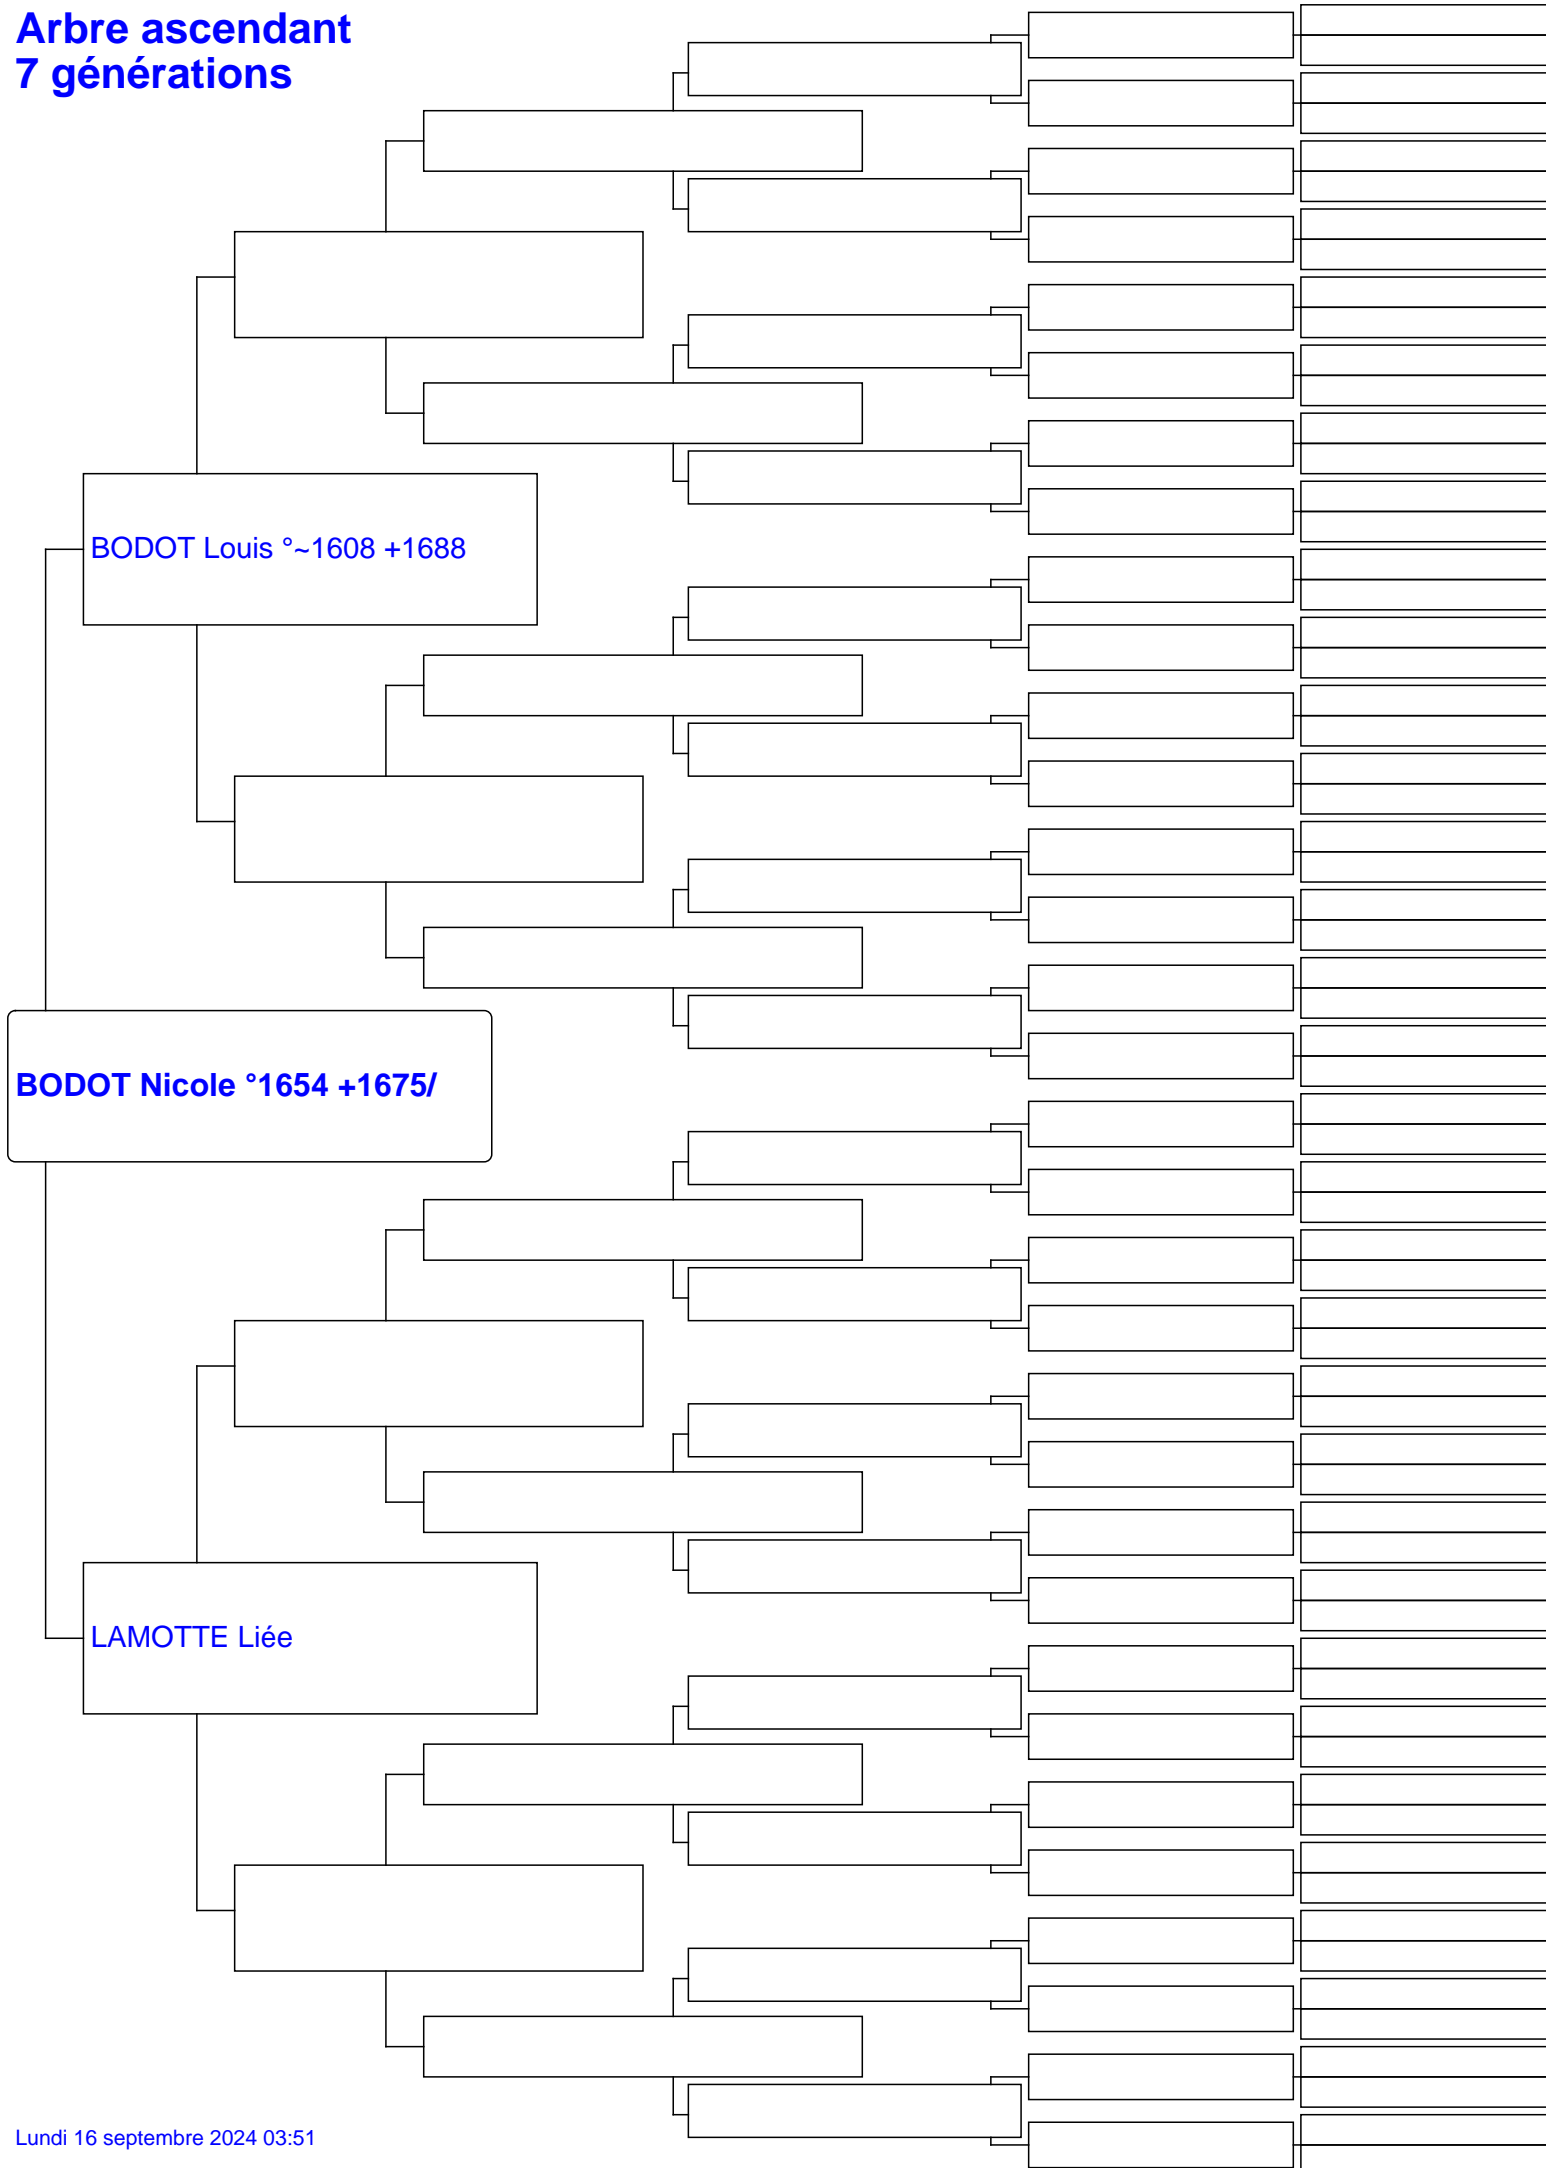 Arbre ascendant
7 générations
BODOT Louis °~1608 +1688
BODOT Nicole °1654 +1675/
LAMOTTE Liée
Lundi 16 septembre 2024 03:51